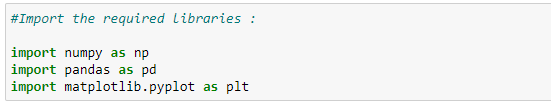 #Import the required libraries :
import numpy as np
import pandas as pd
import matplotlib.pyplot as plt